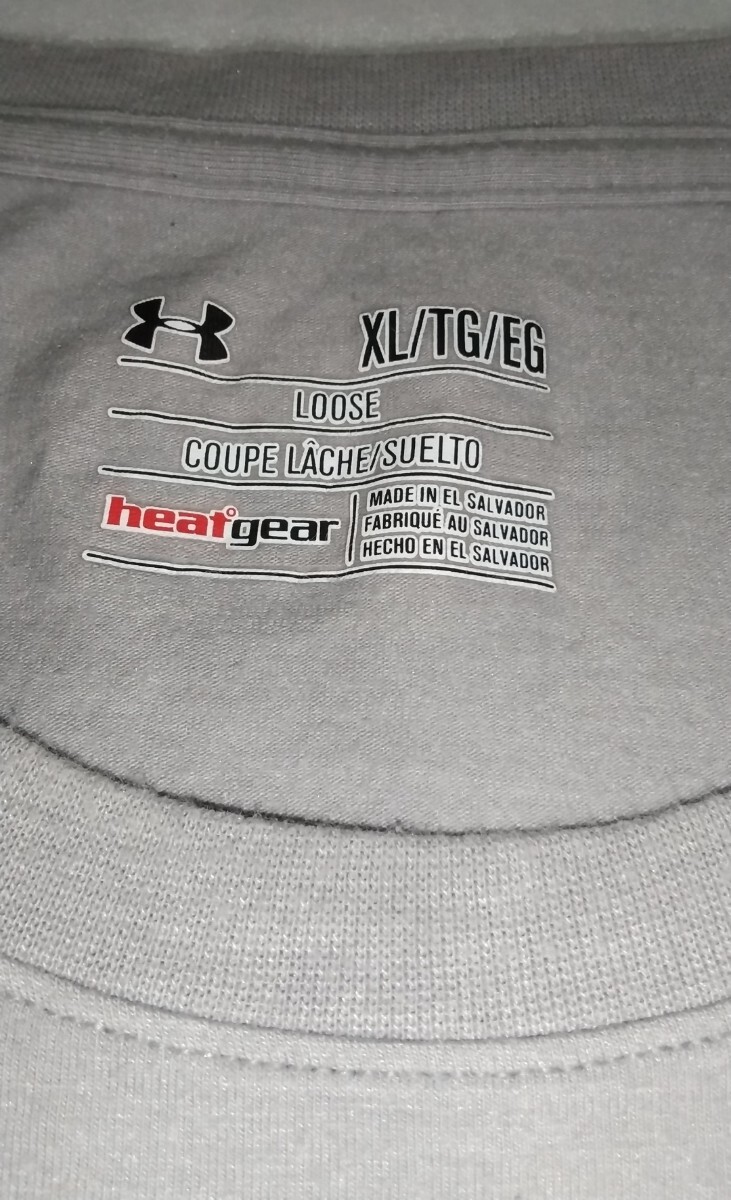 XL/TG/EG
LOOSE
COUPE LÂCHE/SUELTO
heatgear
MADE IN EL SALVADOR
FABRIQUÉ AU SALVADOR
HECHO EN EL SALVADOR